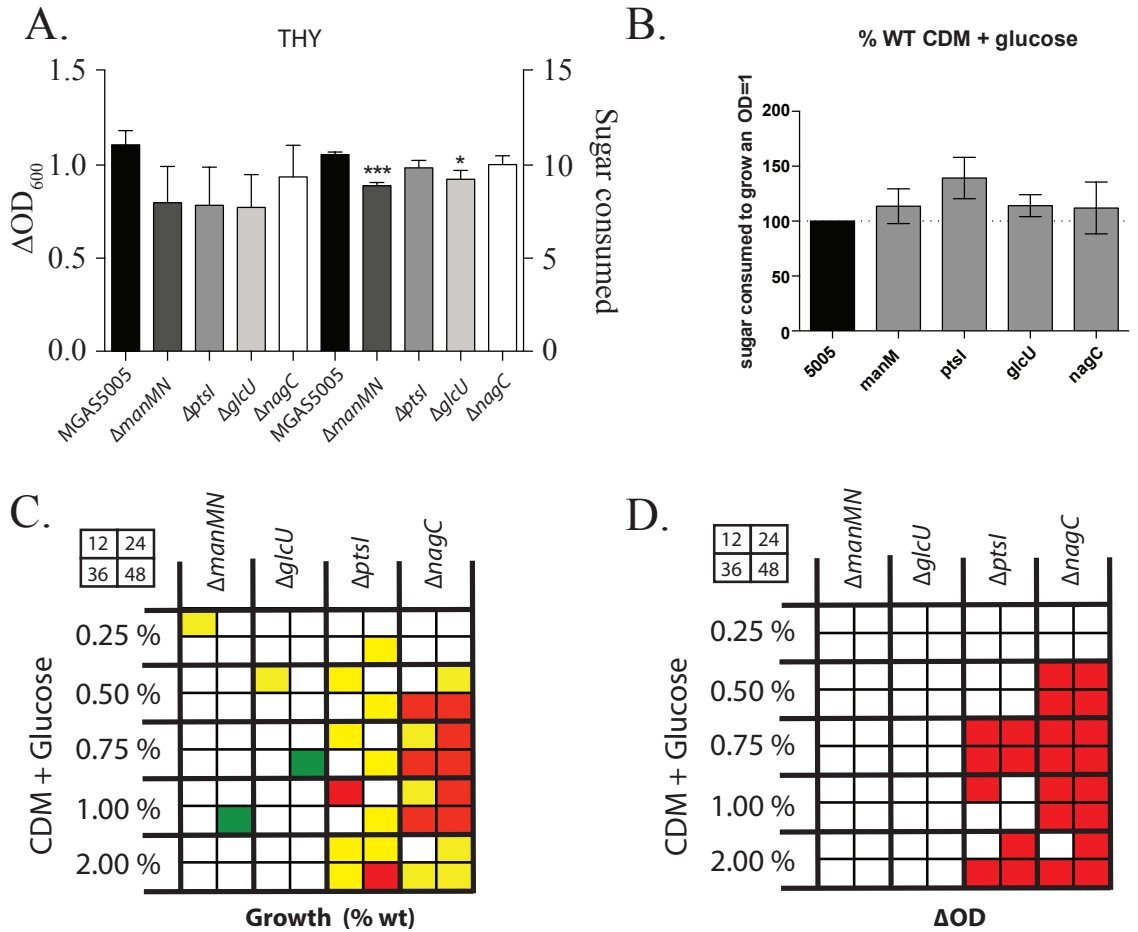 A.
THY
1.5
1.0
0.5
0.0
ΔOD600
15
10
5
0
Sugar consumed
***
*
MGAS5005
ΔmanMN
ΔptsI
ΔglcU
ΔnagC
MGAS5005
ΔmanMN
ΔptsI
ΔglcU
ΔnagC
B.
% WT CDM + glucose
sugar consumed to grow an OD=1
200
150
100
50
0
5005
manM
ptsI
glcU
nagC
C.
12 24
36 48
ΔmanMN
ΔglcU
ΔptsI
ΔnagC
CDM + Glucose
0.25 %
0.50 %
0.75 %
1.00 %
2.00 %
Growth (% wt)
D.
12 24
36 48
ΔmanMN
ΔglcU
ΔptsI
ΔnagC
CDM + Glucose
0.25 %
0.50 %
0.75 %
1.00 %
2.00 %
ΔOD